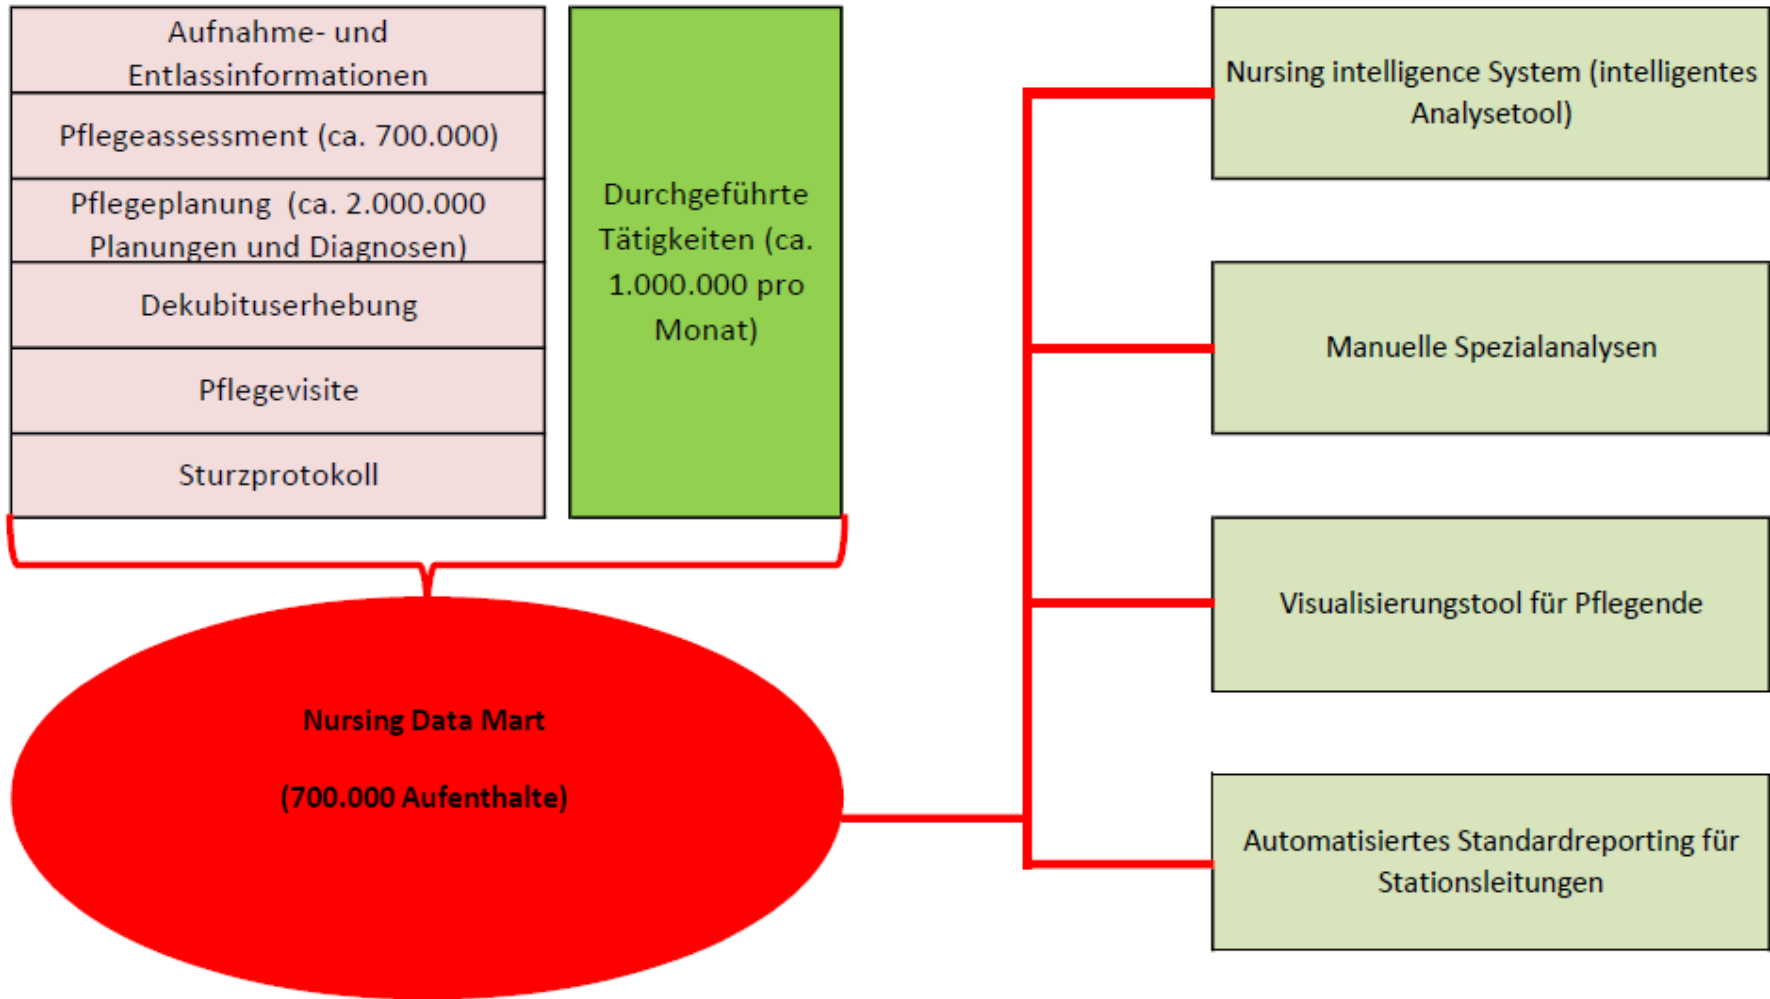 Aufnahme- und
Entlassinformationen
Pflegeassessment (ca. 700.000)
Pflegeplanung (ca. 2.000.000
Planungen und Diagnosen)
Dekubituserhebung
Pflegevisite
Sturzprotokoll
Durchgeführte
Tätigkeiten (ca.
1.000.000 pro
Monat)
Nursing Data Mart
(700.000 Aufenthalte)
Nursing intelligence System (intelligentes
Analysetool)
Manuelle Spezialanalysen
Visualisierungstool für Pflegende
Automatisiertes Standardreporting für
Stationsleitungen